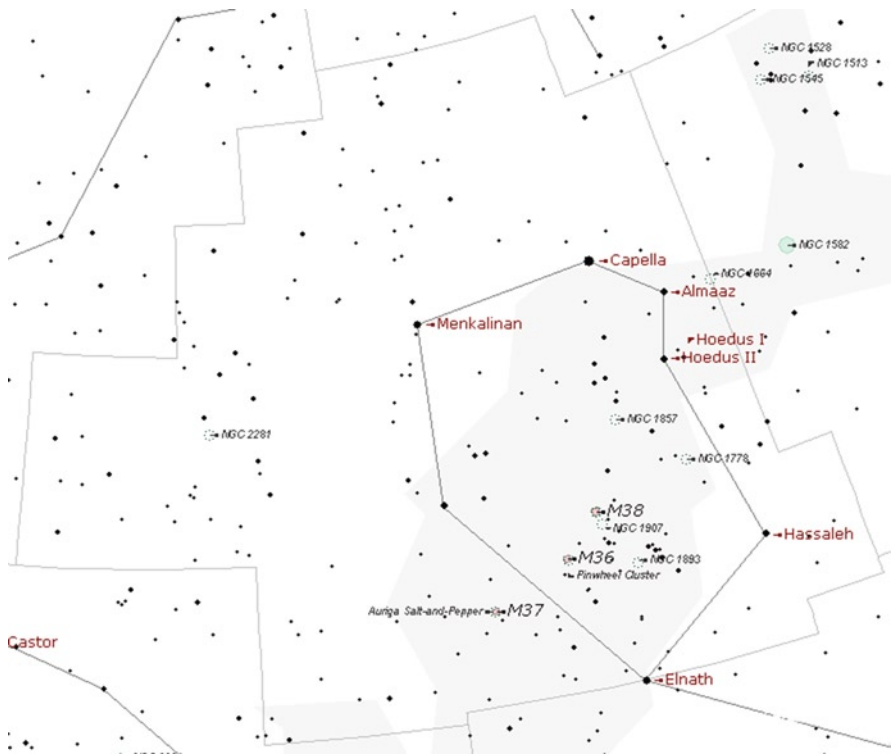 NGC 1528
NGC 1513
NGC 1545
NGC 1582
Capella
NGC 1664
Almaaz
Menkalinan
Hoedus I
Hoedus II
NGC 1857
NGC 2281
NGC 1778
M38
NGC 1907
Hassaleh
M36
NGC 1893
Pinwheel Cluster
Auriga Salt-and-Pepper M37
Castor
Elnath